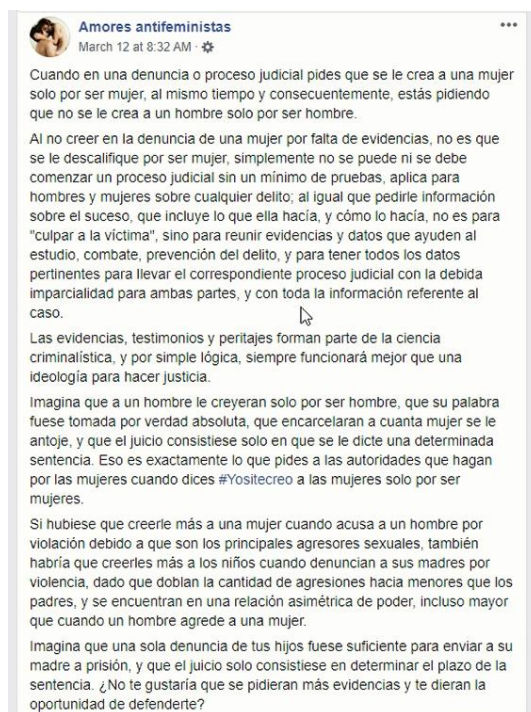 Amores antifeministas
March 12 at 8:32 AM ·
Cuando en una denuncia o proceso judicial pides que se le crea a una mujer
solo por ser mujer, al mismo tiempo y consecuentemente, estás pidiendo
que no se le crea a un hombre solo por ser hombre.
Al no creer en la denuncia de una mujer por falta de evidencias, no es que
se le descalifique por ser mujer, simplemente no se puede ni se debe
comenzar un proceso judicial sin un mínimo de pruebas, aplica para
hombres y mujeres sobre cualquier delito; al igual que pedirle información
sobre el suceso, que incluye lo que ella hacía, y cómo lo hacía, no es para
"culpar a la víctima", sino para reunir evidencias y datos que ayuden al
estudio, combate, prevención del delito, y para tener todos los datos
pertinentes para llevar el correspondiente proceso judicial con la debida
imparcialidad para ambas partes, y con toda la información referente al
caso.
Las evidencias, testimonios y peritajes forman parte de la ciencia
criminalística, y por simple lógica, siempre funcionará mejor que una
ideología para hacer justicia.
Imagina que a un hombre le creyeran solo por ser hombre, que su palabra
fuese tomada por verdad absoluta, que encarcelaran a cuanta mujer se le
antoje, y que el juicio consistiese solo en que se le dicte una determinada
sentencia. Eso es exactamente lo que pides a las autoridades que hagan
por las mujeres cuando dices #Yositecreo a las mujeres solo por ser
mujeres.
Si hubiese que creerle más a una mujer cuando acusa a un hombre por
violación debido a que son los principales agresores sexuales, también
habría que creerles más a los niños cuando denuncian a sus madres por
violencia, dado que doblan la cantidad de agresiones hacia menores que los
padres, y se encuentran en una relación asimétrica de poder, incluso mayor
que cuando un hombre agrede a una mujer.
Imagina que una sola denuncia de tus hijos fuese suficiente para enviar a su
madre a prisión, y que el juicio solo consistiese en determinar el plazo de la
sentencia. ¿No te gustaría que se pidieran más evidencias y te dieran la
oportunidad de defenderte?